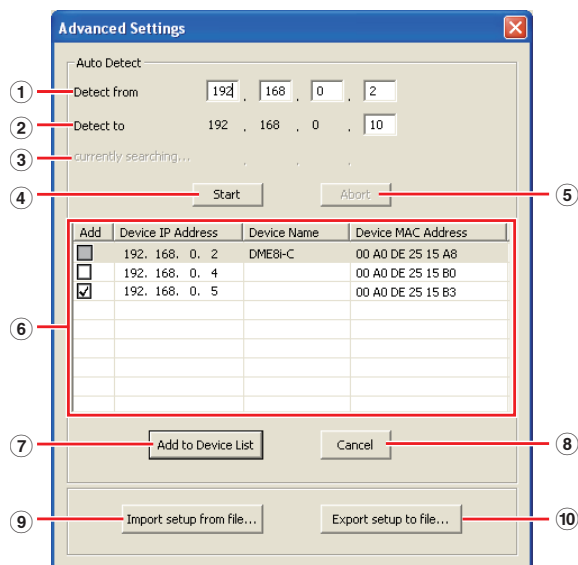 Advanced Settings
Auto Detect
① Detect from 192 . 168 . 0 . 2
② Detect to 192 . 168 . 0 . 10
③ currently searching... . . .
④ Start Abort ⑤
Add Device IP Address Device Name Device MAC Address
192. 168. 0. 2 DME8i-C 00 A0 DE 25 15 A8
192. 168. 0. 4 00 A0 DE 25 15 B0
192. 168. 0. 5 00 A0 DE 25 15 B3
⑥
⑦ Add to Device List Cancel ⑧
⑨ Import setup from file... Export setup to file... ⑩